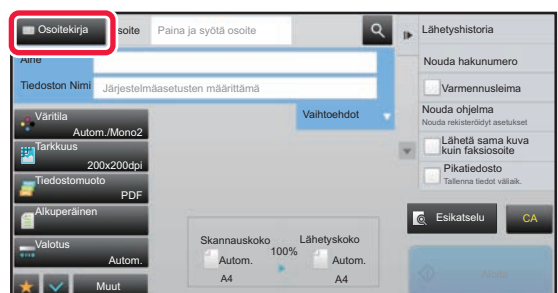 Osoitekirja
soite
Paina ja syötä osoite
Aihe
Tiedoston Nimi
Järjestelmäasetusten määrittämä
Väritila
Autom./Mono2
Tarkkuus
200x200dpi
Tiedostomuoto
PDF
Alkuperäinen
Valotus
Autom.
Muut
Vaihtoehdot
Skannauskoko
100%
Lähetyskoko
Autom.
Autom.
A4
A4
Lähetyshistoria
Nouda hakunumero
Varmennusleima
Nouda ohjelma
Nouda rekisteröidyt asetukset
Lähetä sama kuva
kuin faksiosoite
Pikatiedosto
Tallenna tiedot väliaik.
Esikatselu
CA